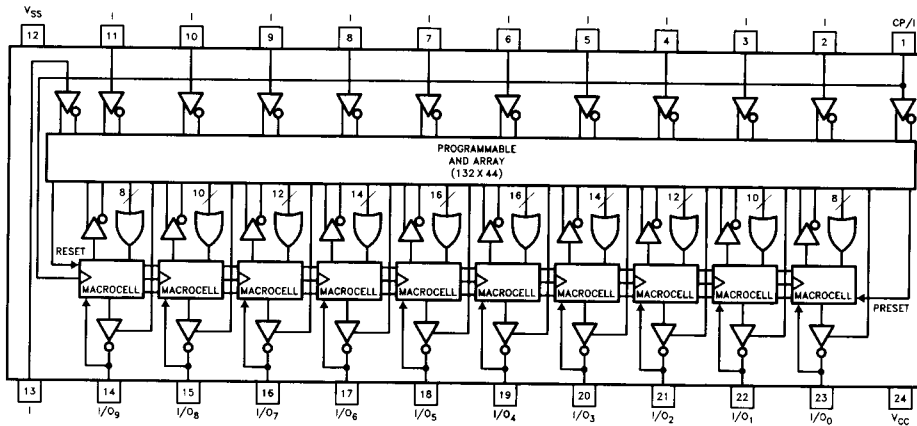 VSS I I I I I I I I I I CP/I
12 11 10 9 8 7 6 5 4 3 2 1
PROGRAMMABLE
AND ARRAY
(132 X 44)
8 10 12 14 16 16 14 12 10 8
RESET
MACROCELL MACROCELL MACROCELL MACROCELL MACROCELL MACROCELL MACROCELL MACROCELL MACROCELL MACROCELL
PRESET
13 14 15 16 17 18 19 20 21 22 23 24
I I/O9 I/O8 I/O7 I/O6 I/O5 I/O4 I/O3 I/O2 I/O1 I/O0 VCC